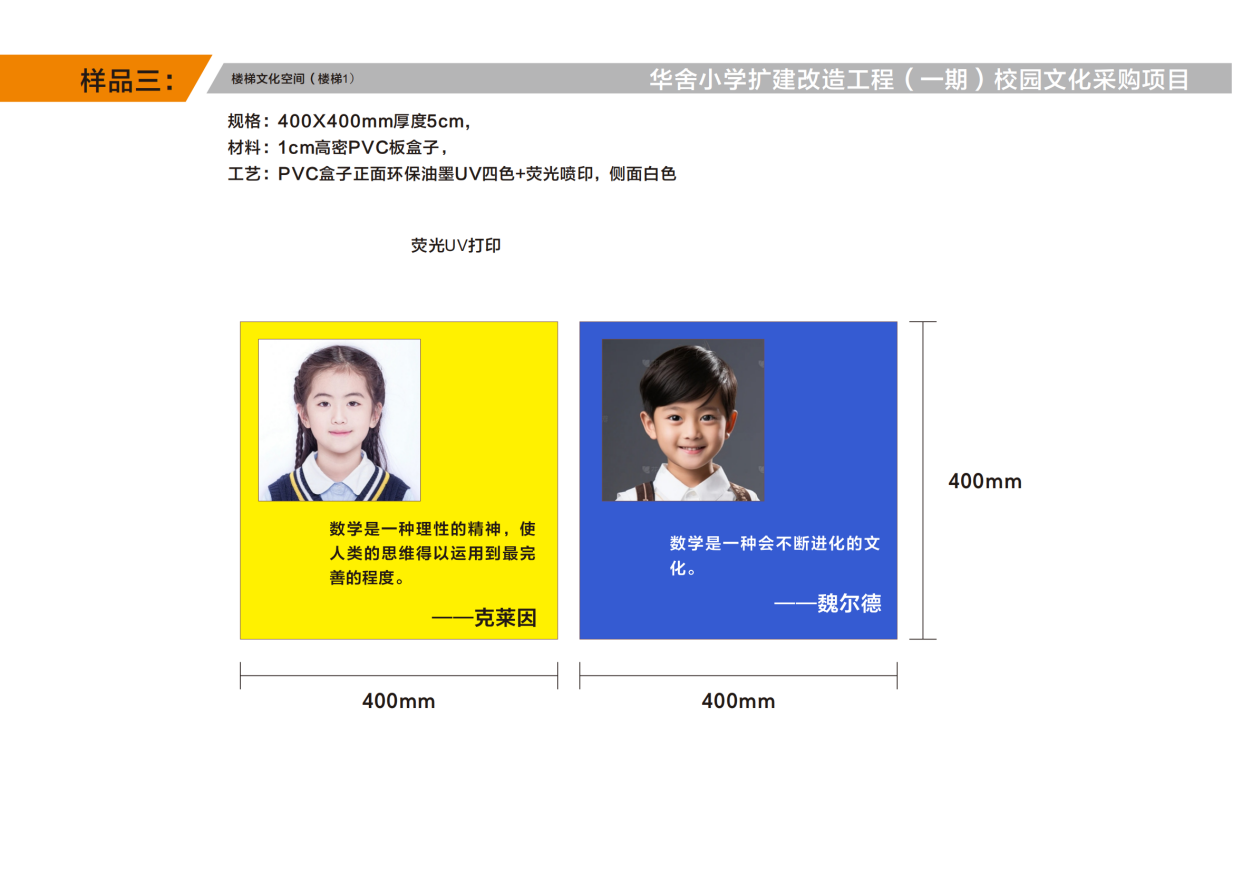 样品三：
楼梯文化空间（楼梯1）
华舍小学扩建改造工程（一期）校园文化采购项目
规格：400X400mm厚度5cm，
材料：1cm高密PVC板盒子，
工艺：PVC盒子正面环保油墨UV四色+荧光喷印，侧面白色
荧光UV打印
数学是一种理性的精神，使
人类的思维得以运用到最完
善的程度。
——克莱因
数学是一种会不断进化的文
化。
——魏尔德
400mm
400mm
400mm